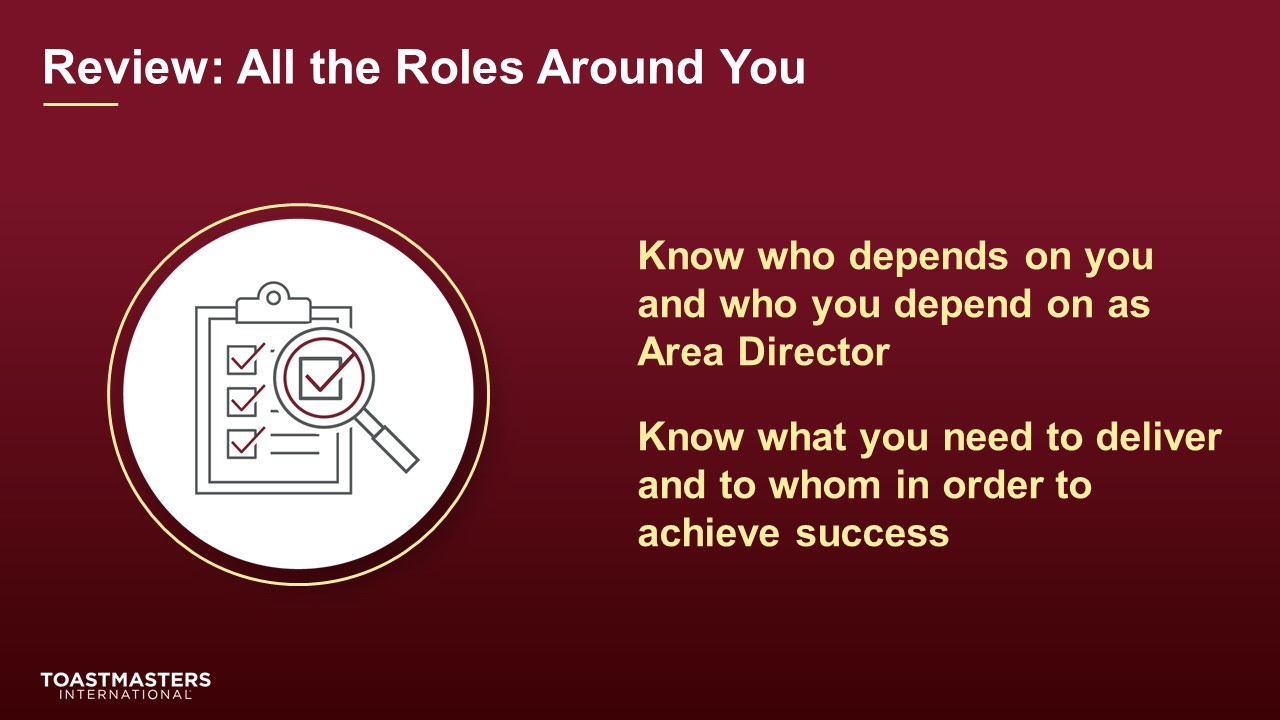 Review: All the Roles Around You
Know who depends on you
and who you depend on as
Area Director
Know what you need to deliver
and to whom in order to
achieve success
TOASTMASTERS
INTERNATIONAL